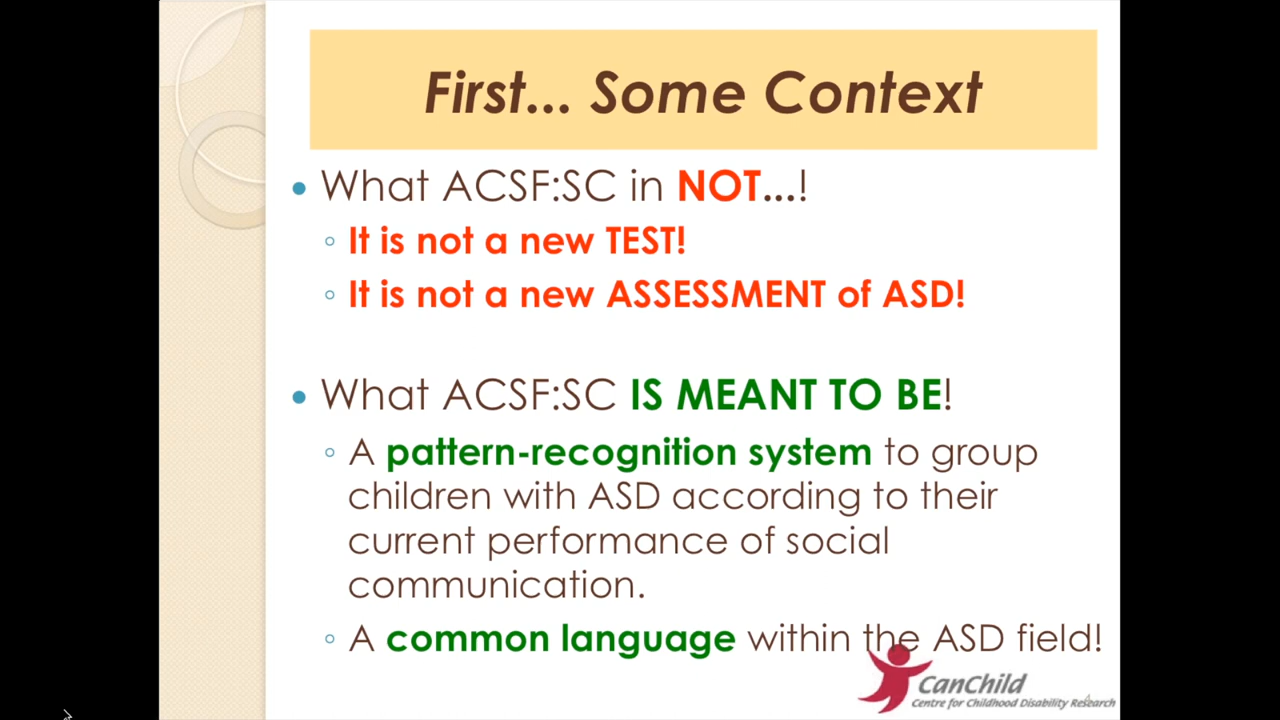 First... Some Context
What ACSF:SC in NOT...!
It is not a new TEST!
It is not a new ASSESSMENT of ASD!
What ACSF:SC IS MEANT TO BE!
A pattern-recognition system to group
children with ASD according to their
current performance of social
communication.
A common language within the ASD field!
CanChild
Centre for Childhood Disability Research